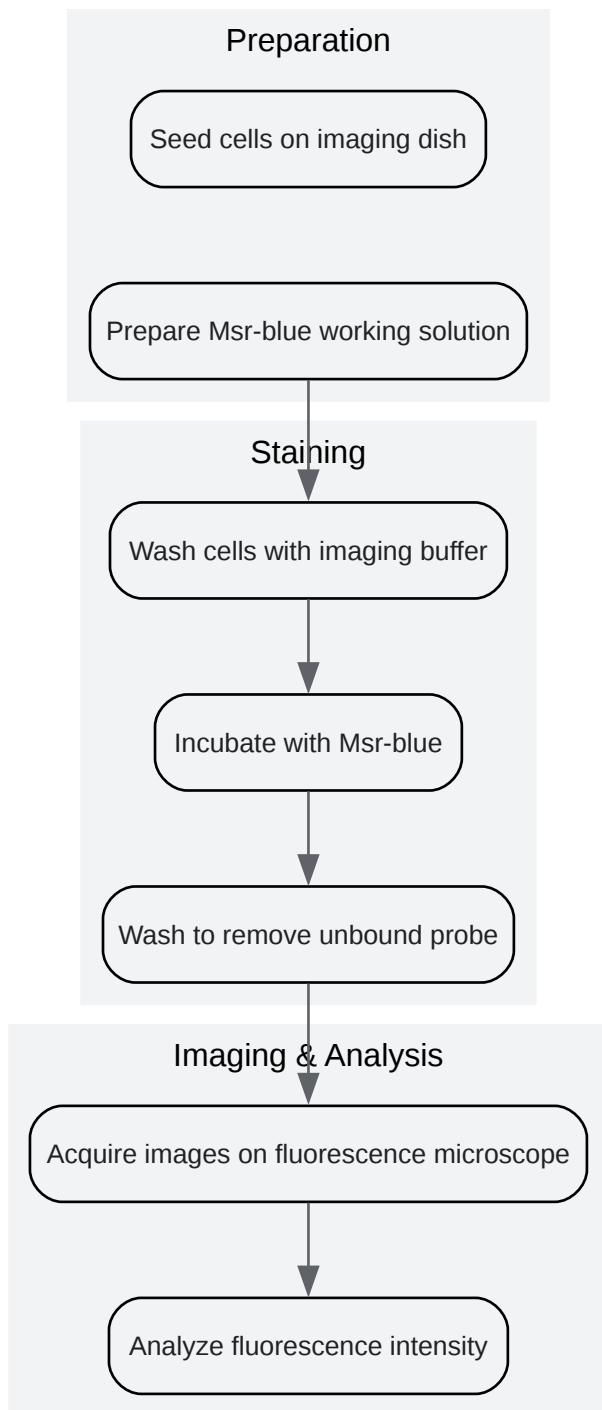 Preparation
Seed cells on imaging dish
Prepare Msr-blue working solution
Staining
Wash cells with imaging buffer
Incubate with Msr-blue
Wash to remove unbound probe
Imaging & Analysis
Acquire images on fluorescence microscope
Analyze fluorescence intensity